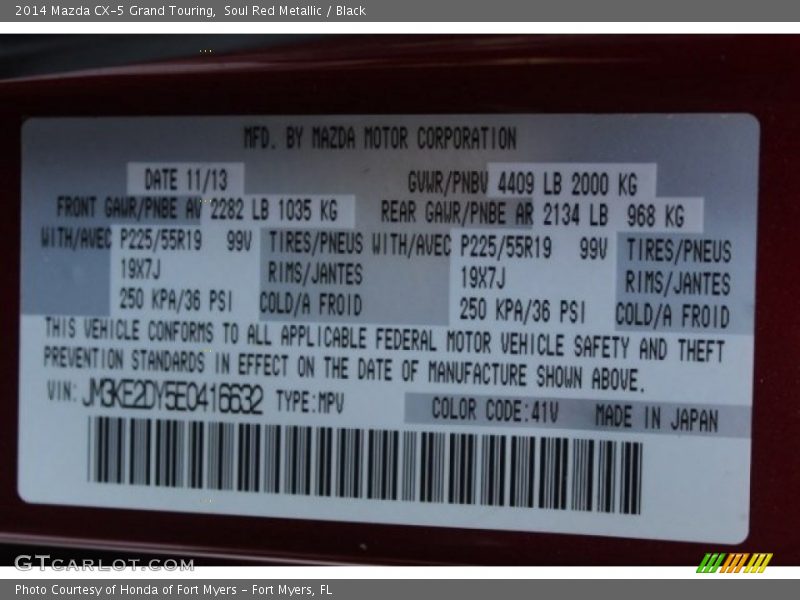 2014 Mazda CX-5 Grand Touring, Soul Red Metallic / Black
MFD. BY MAZDA MOTOR CORPORATION
DATE 11/13 GVWR/PNBV 4409 LB 2000 KG
FRONT GAWR/PNBE AV 2282 LB 1035 KG REAR GAWR/PNBE AR 2134 LB 968 KG
WITH/AVEC P225/55R19 99V TIRES/PNEUS WITH/AVEC P225/55R19 99V TIRES/PNEUS
19X7J RIMS/JANTES 19X7J RIMS/JANTES
250 KPA/36 PSI COLD/A FROID 250 KPA/36 PSI COLD/A FROID
THIS VEHICLE CONFORMS TO ALL APPLICABLE FEDERAL MOTOR VEHICLE SAFETY AND THEFT
PREVENTION STANDARDS IN EFFECT ON THE DATE OF MANUFACTURE SHOWN ABOVE.
VIN: JM3KE2DY5E0416632 TYPE:MPV COLOR CODE:41V MADE IN JAPAN
GTCARLOT.COM
Photo Courtesy of Honda of Fort Myers - Fort Myers, FL